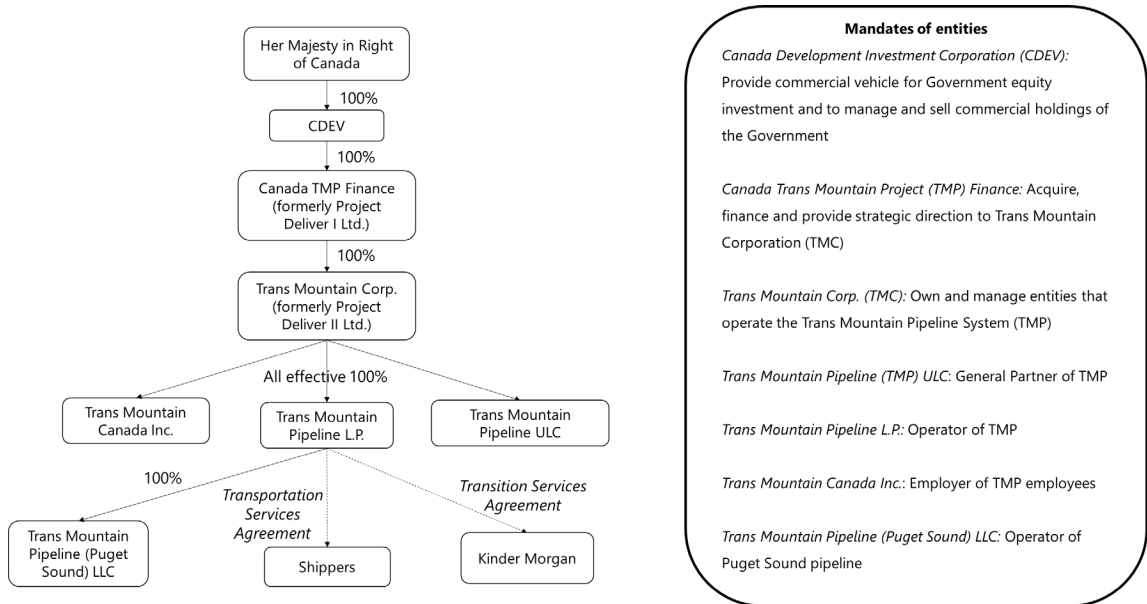 Her Majesty in Right
of Canada
100%
CDEV
100%
Canada TMP Finance
(formerly Project
Deliver I Ltd.)
100%
Trans Mountain Corp.
(formerly Project
Deliver II Ltd.)
All effective 100%
Trans Mountain
Canada Inc.
Trans Mountain
Pipeline L.P.
Trans Mountain
Pipeline ULC
100%
Transportation
Services
Agreement
Transition Services
Agreement
Trans Mountain
Pipeline (Puget
Sound) LLC
Shippers
Kinder Morgan
Mandates of entities
Canada Development Investment Corporation (CDEV):
Provide commercial vehicle for Government equity
investment and to manage and sell commercial holdings of
the Government
Canada Trans Mountain Project (TMP) Finance: Acquire,
finance and provide strategic direction to Trans Mountain
Corporation (TMC)
Trans Mountain Corp. (TMC): Own and manage entities that
operate the Trans Mountain Pipeline System (TMP)
Trans Mountain Pipeline (TMP) ULC: General Partner of TMP
Trans Mountain Pipeline L.P.: Operator of TMP
Trans Mountain Canada Inc.: Employer of TMP employees
Trans Mountain Pipeline (Puget Sound) LLC: Operator of
Puget Sound pipeline